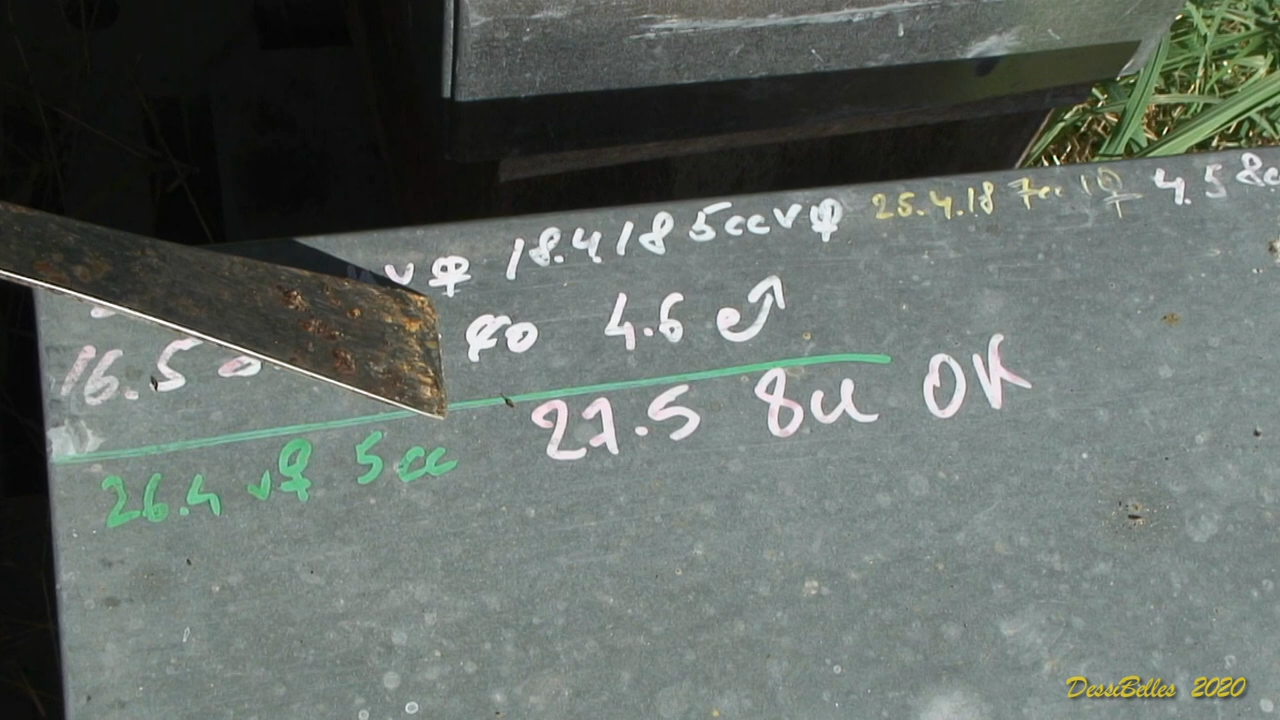 v♀ 18.4 18 5cc v♀ 25.4.18 7cc 1♀ 4.5 8c
16.5 4.6
27.5 8cc OK
26.4 v♀ 5cc
DessiBelles 2020